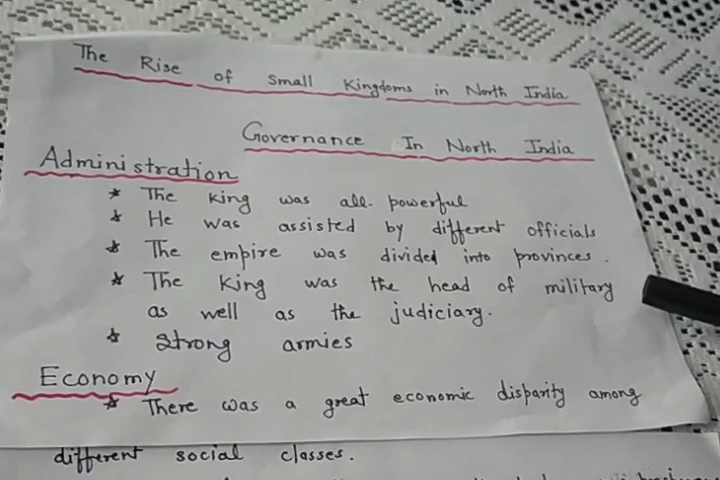 The Rise of Small Kingdoms in North India
Governance In North India
Administration
* The King was all-powerful
* He was assisted by different officials
* The empire was divided into provinces.
* The King was the head of military
as well as the judiciary.
* Strong armies
Economy
* There was a great economic disparity among
different social classes.